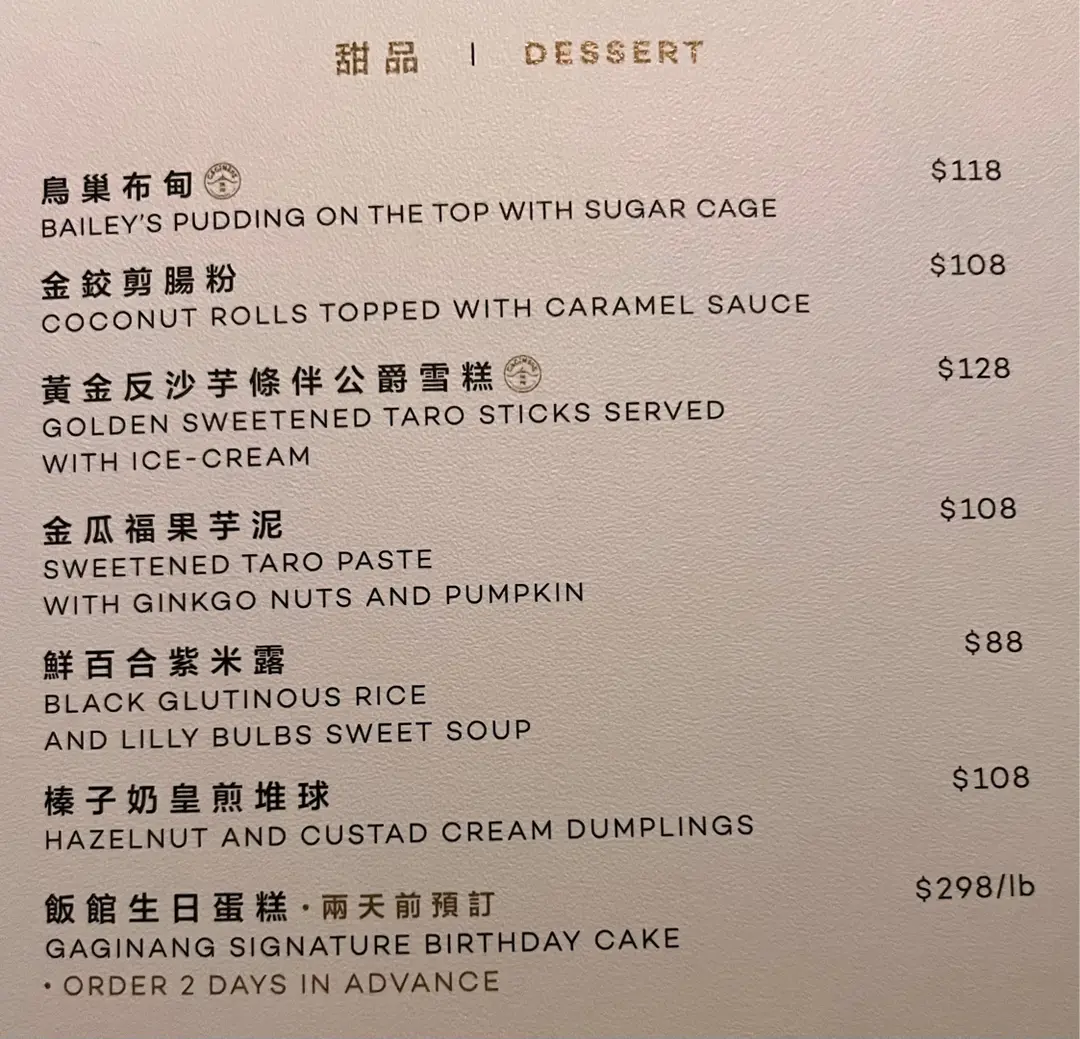 甜品 | DESSERT
鳥巢布甸 $118
BAILEY'S PUDDING ON THE TOP WITH SUGAR CAGE
金鉸剪腸粉 $108
COCONUT ROLLS TOPPED WITH CARAMEL SAUCE
黃金反沙芋條伴公爵雪糕 $128
GOLDEN SWEETENED TARO STICKS SERVED
WITH ICE-CREAM
金瓜福果芋泥 $108
SWEETENED TARO PASTE
WITH GINKGO NUTS AND PUMPKIN
鮮百合紫米露 $88
BLACK GLUTINOUS RICE
AND LILLY BULBS SWEET SOUP
榛子奶皇煎堆球 $108
HAZELNUT AND CUSTAD CREAM DUMPLINGS
飯館生日蛋糕·兩天前預訂 $298/lb
GAGINANG SIGNATURE BIRTHDAY CAKE
• ORDER 2 DAYS IN ADVANCE